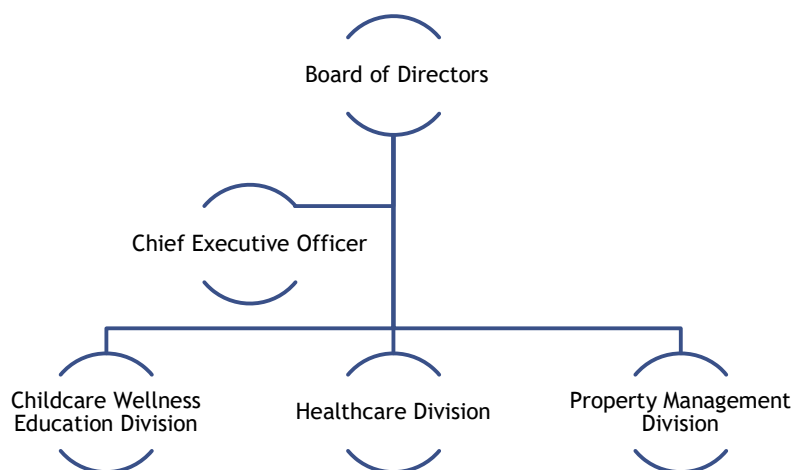 Board of Directors
Chief Executive Officer
Childcare Wellness
Education Division
Healthcare Division
Property Management
Division